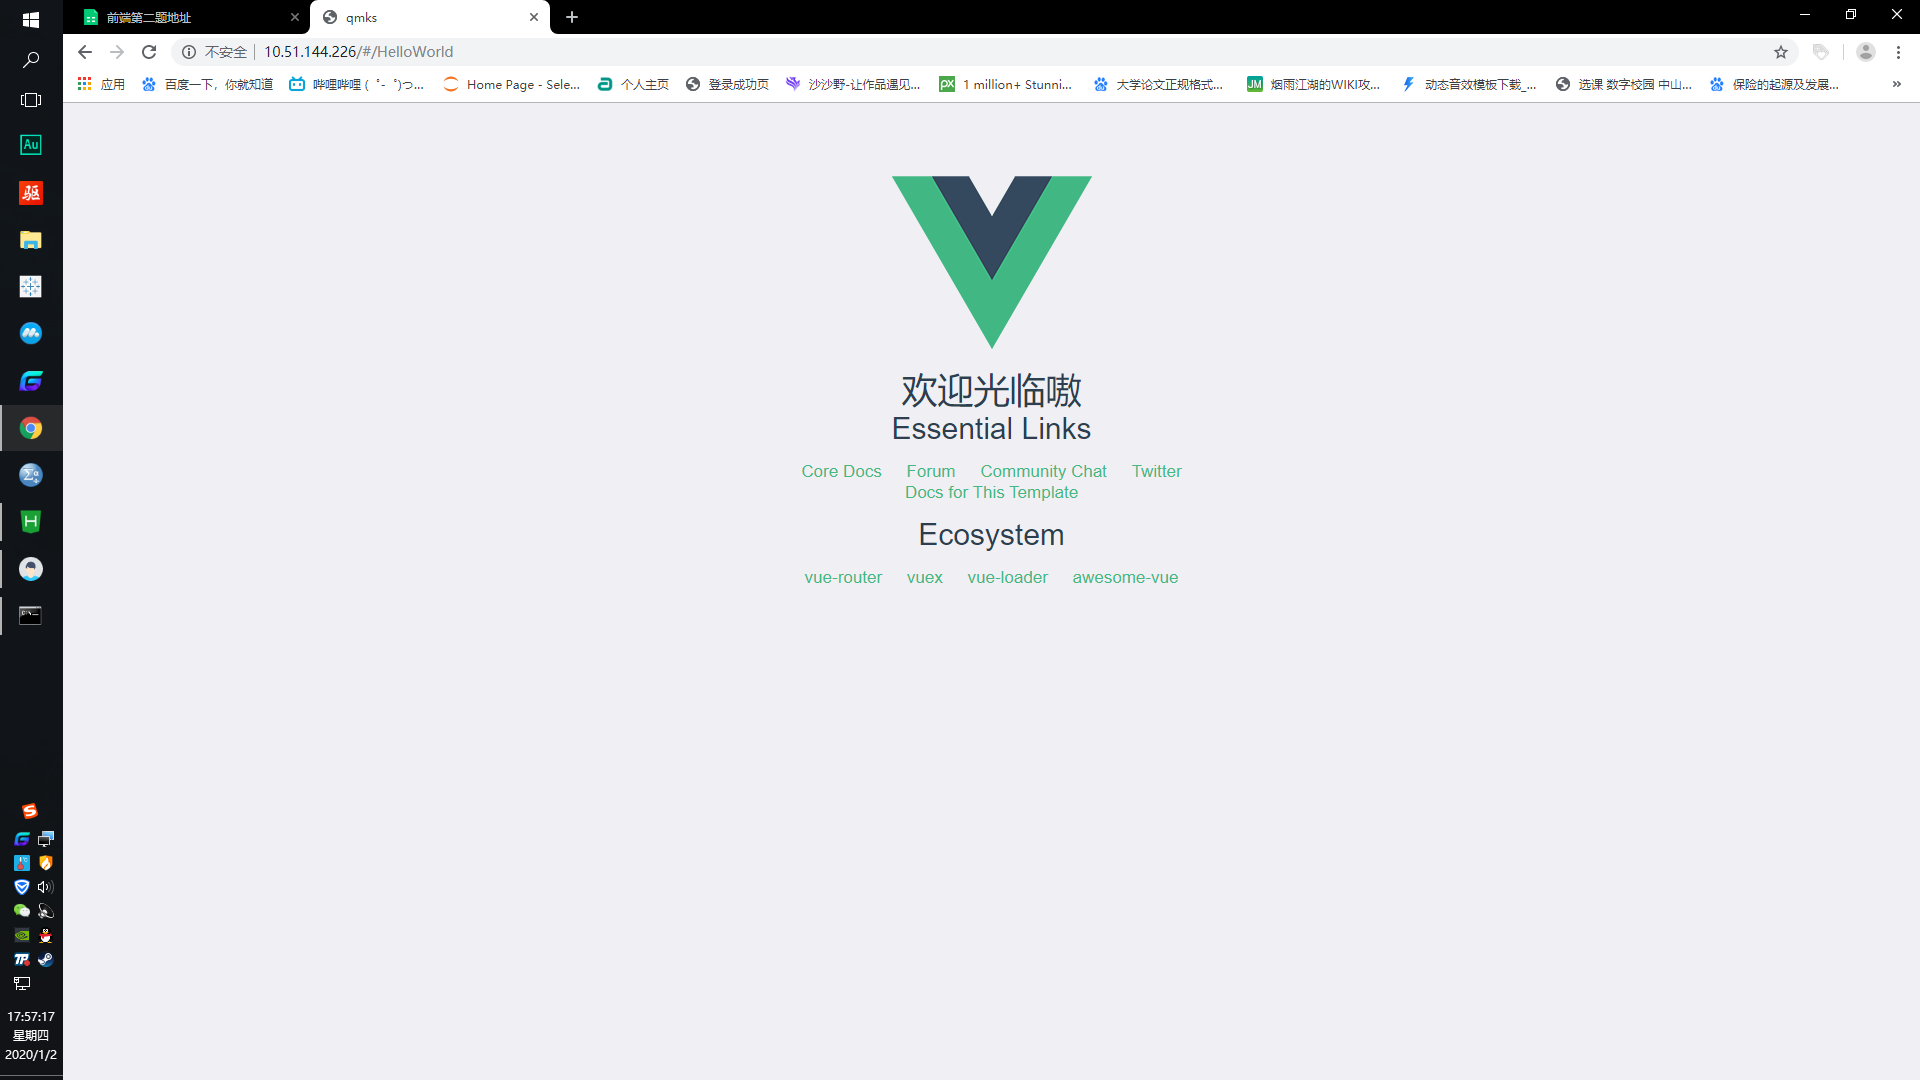 前端第二题地址
qmks
不安全
10.51.144.226/#/HelloWorld
应用
百度一下，你就知道
哔哩哔哩 ( ゜- ゜)つ...
Home Page - Sele...
个人主页
登录成功页
沙沙野-让作品遇见...
1 million+ Stunni...
大学论文正规格式...
烟雨江湖的WIKI攻...
动态音效模板下载_...
选课 数字校园 中山...
保险的起源及发展...
»
Au
驱
欢迎光临嗷
Essential Links
Core Docs Forum Community Chat Twitter
Docs for This Template
Ecosystem
vue-router vuex vue-loader awesome-vue
17:57:17
星期四
2020/1/2